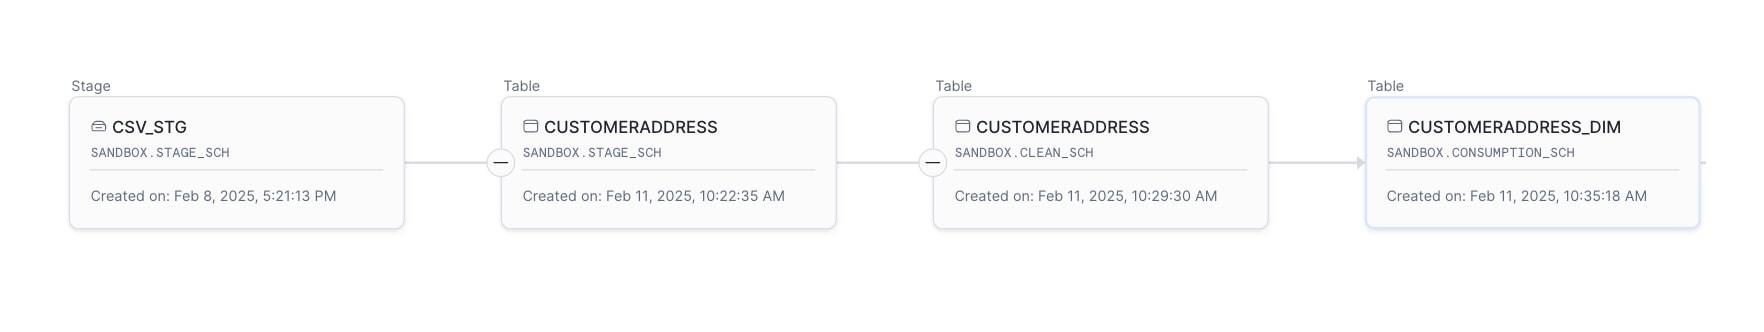 Stage
CSV_STG
SANDBOX.STAGE_SCH
Created on: Feb 8, 2025, 5:21:13 PM
Table
CUSTOMERADDRESS
SANDBOX.STAGE_SCH
Created on: Feb 11, 2025, 10:22:35 AM
Table
CUSTOMERADDRESS
SANDBOX.CLEAN_SCH
Created on: Feb 11, 2025, 10:29:30 AM
Table
CUSTOMERADDRESS_DIM
SANDBOX.CONSUMPTION_SCH
Created on: Feb 11, 2025, 10:35:18 AM